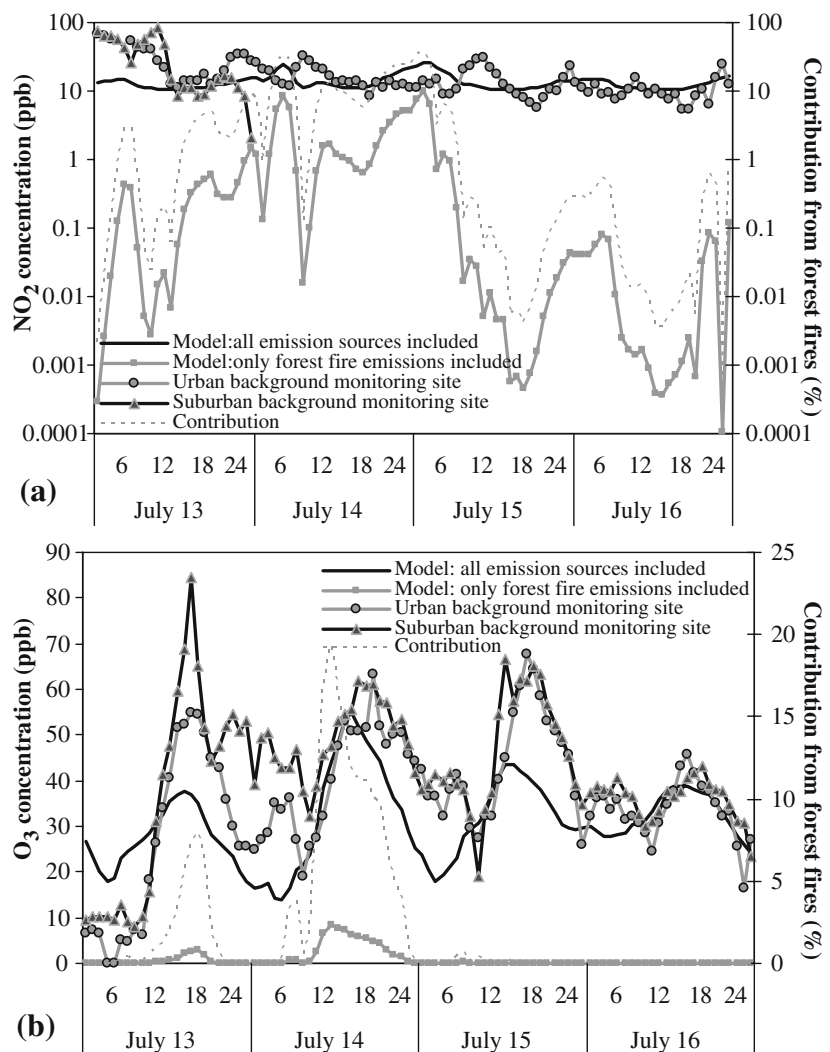 100
10
1
0.1
0.01
0.001
0.0001
NO2 concentration (ppb)
100
10
1
0.1
0.01
0.001
0.0001
Contribution from forest fires (%)
Model:all emission sources included
Model:only forest fire emissions included
Urban background monitoring site
Suburban background monitoring site
Contribution
6 12 18 24 6 12 18 24 6 12 18 24 6 12 18 24
(a)
July 13 July 14 July 15 July 16
90
80
70
60
50
40
30
20
10
0
O3 concentration (ppb)
25
20
15
10
5
0
Contribution from forest fires (%)
Model: all emission sources included
Model: only forest fire emissions included
Urban background monitoring site
Suburban background monitoring site
Contribution
6 12 18 24 6 12 18 24 6 12 18 24 6 12 18 24
(b)
July 13 July 14 July 15 July 16